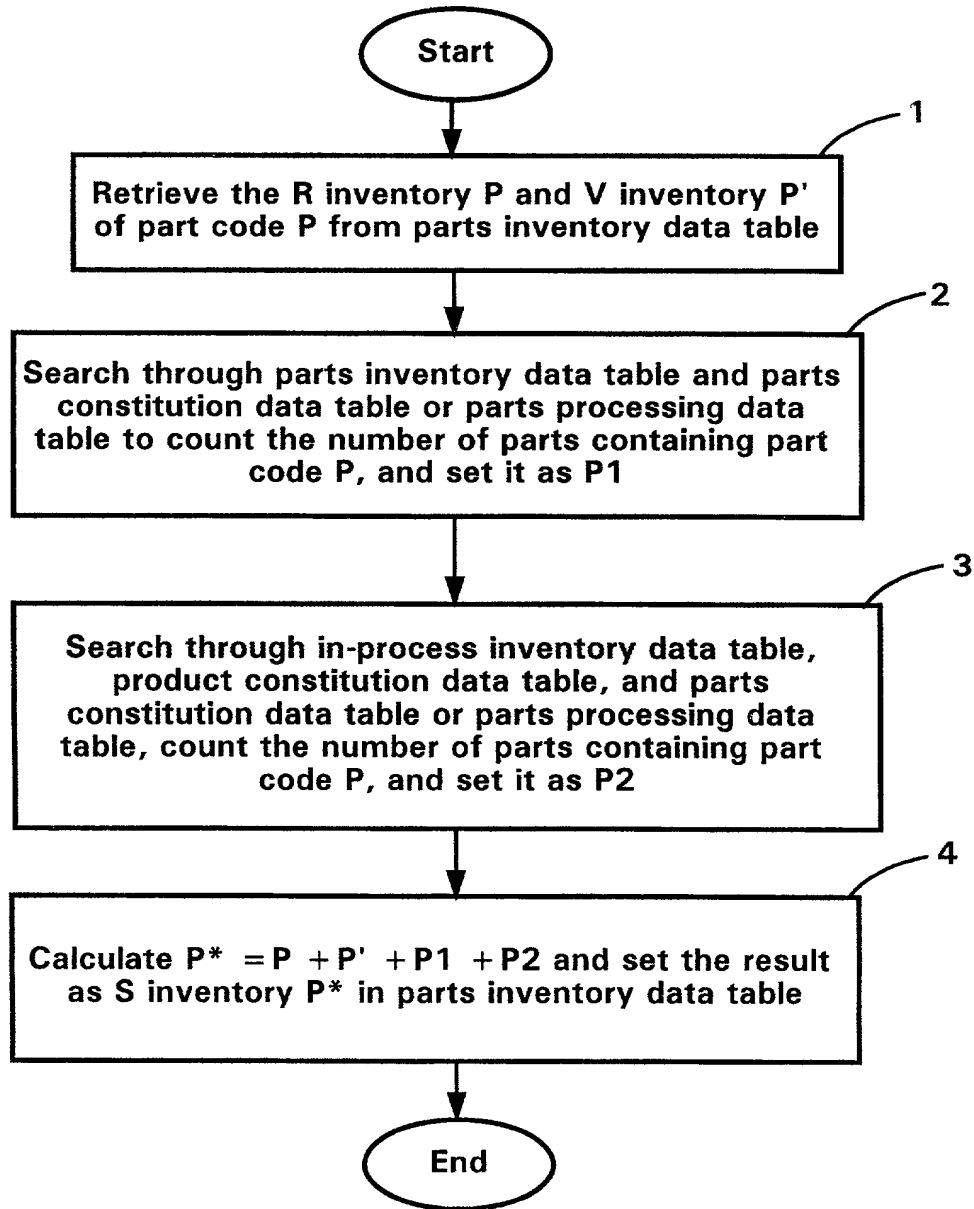 Start
1
Retrieve the R inventory P and V inventory P'
of part code P from parts inventory data table
2
Search through parts inventory data table and parts
constitution data table or parts processing data
table to count the number of parts containing part
code P, and set it as P1
3
Search through in-process inventory data table,
product constitution data table, and parts
constitution data table or parts processing data
table, count the number of parts containing part
code P, and set it as P2
4
Calculate P* = P + P' + P1 + P2 and set the result
as S inventory P* in parts inventory data table
End